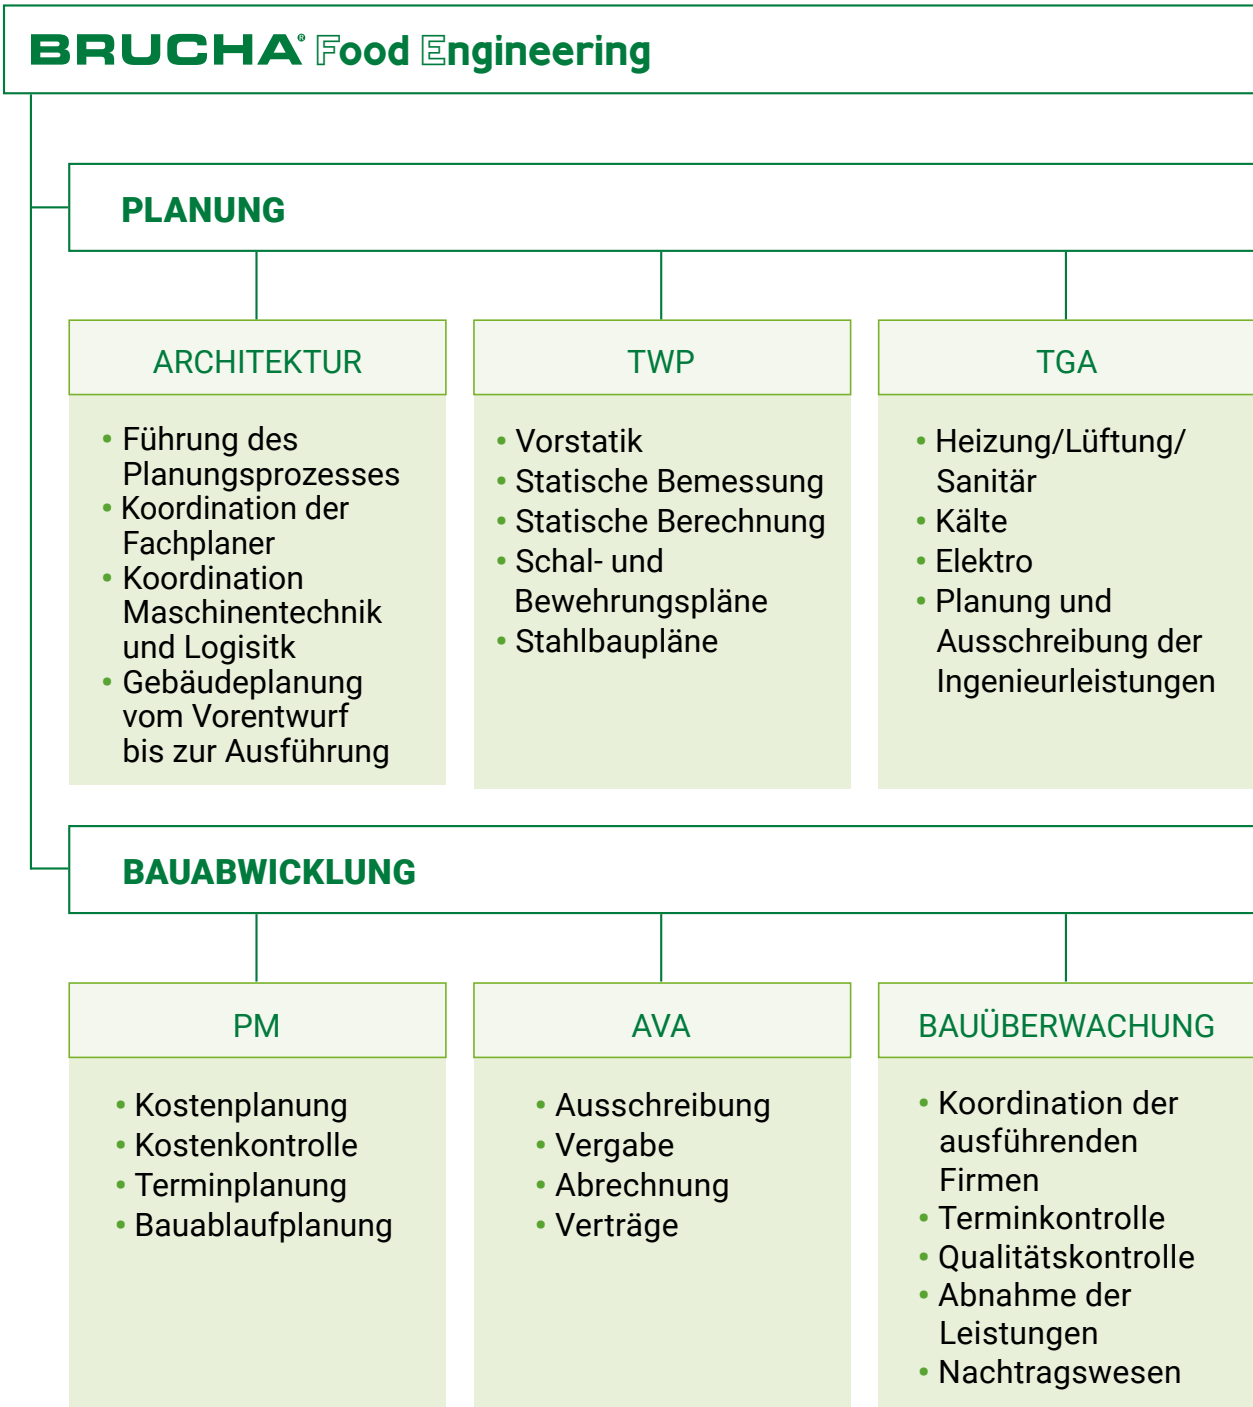 BRUCHA® Food Engineering
PLANUNG
ARCHITEKTUR
• Führung des
Planungsprozesses
• Koordination der
Fachplaner
• Koordination
Maschinentechnik
und Logisitk
• Gebäudeplanung
vom Vorentwurf
bis zur Ausführung
TWP
• Vorstatik
• Statische Bemessung
• Statische Berechnung
• Schal- und
Bewehrungspläne
• Stahlbaupläne
TGA
• Heizung/Lüftung/
Sanitär
• Kälte
• Elektro
• Planung und
Ausschreibung der
Ingenieurleistungen
BAUABWICKLUNG
PM
• Kostenplanung
• Kostenkontrolle
• Terminplanung
• Bauablaufplanung
AVA
• Ausschreibung
• Vergabe
• Abrechnung
• Verträge
BAUÜBERWACHUNG
• Koordination der
ausführenden
Firmen
• Terminkontrolle
• Qualitätskontrolle
• Abnahme der
Leistungen
• Nachtragswesen